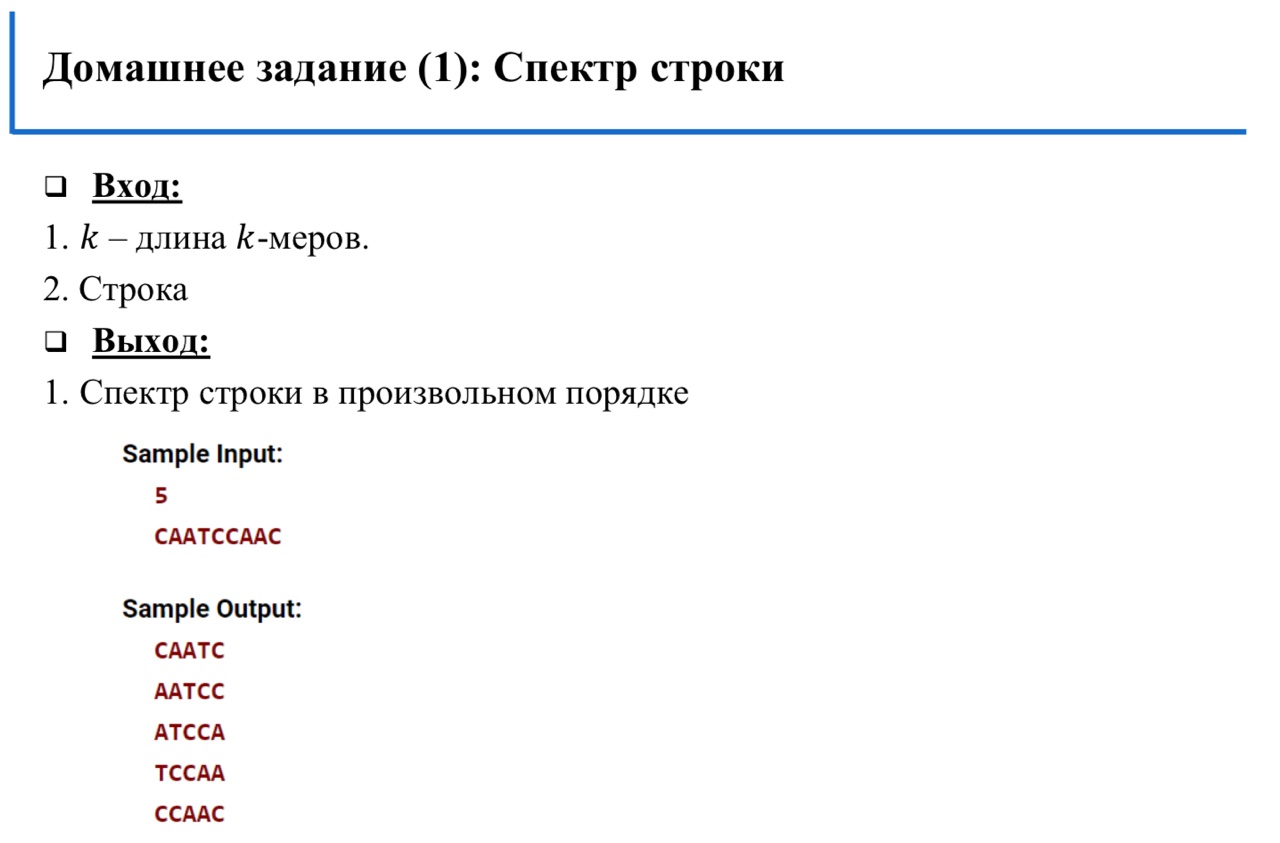 Домашнее задание (1): Спектр строки
❑ Вход:
1. k – длина k-меров.
2. Строка
❑ Выход:
1. Спектр строки в произвольном порядке
Sample Input:
5
CAATCCAAC
Sample Output:
CAATC
AATCC
ATCCA
TCCAA
CCAAC